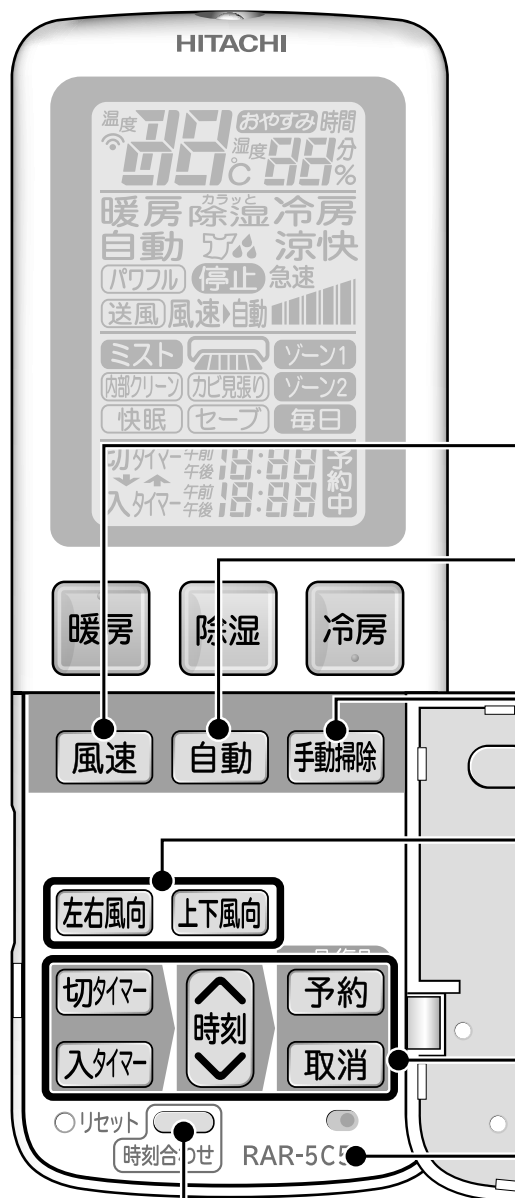 HITACHI
温度 88 ℃ おやすみ 時間
湿度 88 分 %
暖房 カラッと除湿 冷房
自動 涼快
パワフル 停止 急速
送風 風速 自動
ミスト ゾーン1
内部クリーン カビ見張り ゾーン2
快眠 セーブ 毎日
切タイマー 午前 午後 18:88 予約中
入タイマー 午前 午後 18:88
暖房 除湿 冷房
風速 自動 手動掃除
左右風向 上下風向
切タイマー 時刻 予約
入タイマー 取消
リセット
時刻合わせ RAR-5C5